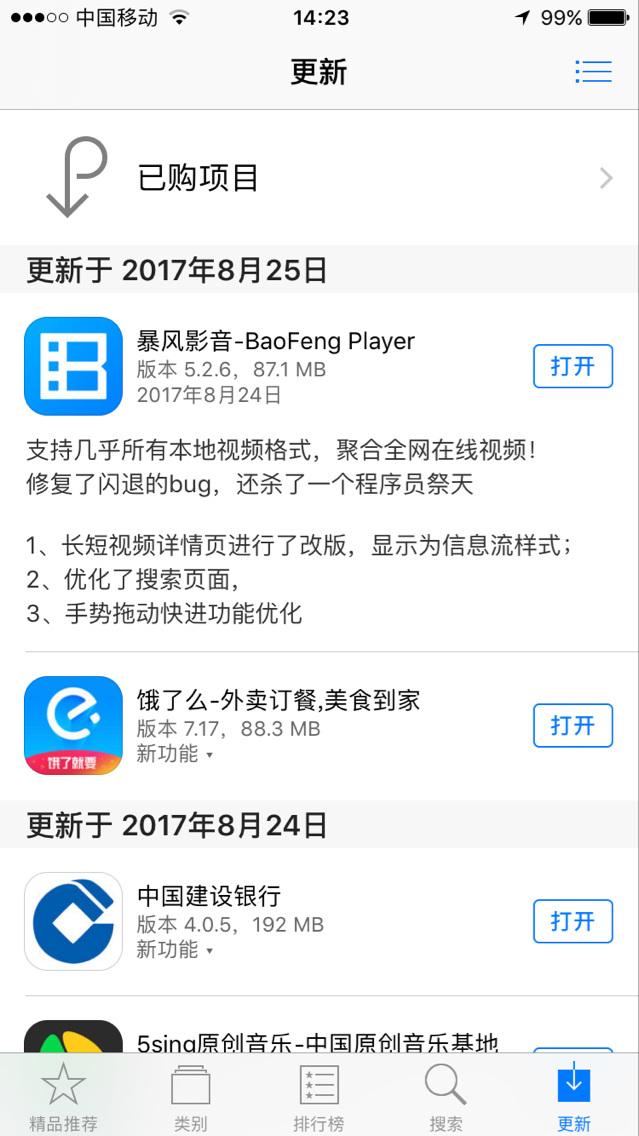 中国移动 14:23 99%
更新
已购项目
更新于 2017年8月25日
暴风影音-BaoFeng Player
版本 5.2.6，87.1 MB
2017年8月24日
打开
支持几乎所有本地视频格式，聚合全网在线视频！
修复了闪退的bug，还杀了一个程序员祭天
1、长短视频详情页进行了改版，显示为信息流样式；
2、优化了搜索页面，
3、手势拖动快进功能优化
饿了么-外卖订餐,美食到家
版本 7.17，88.3 MB
新功能
打开
饿了就要
更新于 2017年8月24日
中国建设银行
版本 4.0.5，192 MB
新功能
打开
5sing原创音乐-中国原创音乐基地
精品推荐 类别 排行榜 搜索 更新